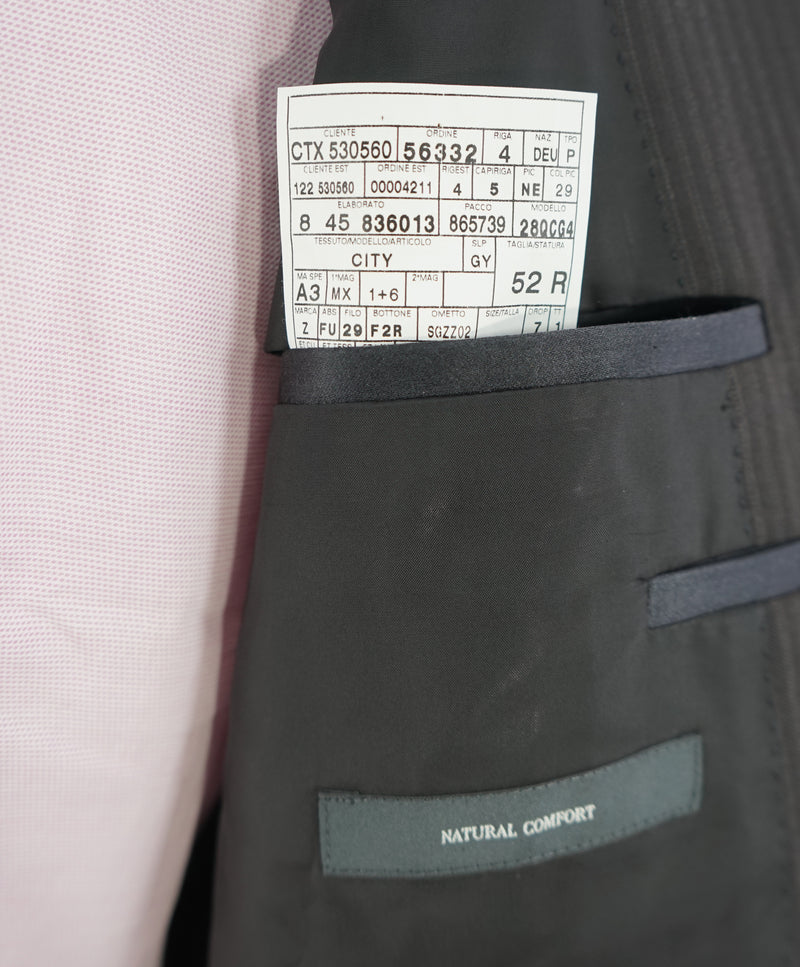 CLIENTE ORDINE RIGA NAZ TPO
CTX 530560 56332 4 DEU P
CLIENTE EST ORDINE EST RIGEST CAPIRIGA PIC COL PIC
122 530560 00004211 4 5 NE 29
ELABORATO PACCO MODELLO
8 45 836013 865739 28QCG4
TESSUTO/MODELLO/ARTICOLO SLP TAGLIA/STATURA
CITY GY 52 R
MA SPE 1°MAG 2°MAG
A3 MX 1+6
MARCA ABS FILO BOTTONE OMETTO SIZE/TALLA DROP TT
Z FU 29 F2R SGZZ02 7 1
NATURAL COMFORT